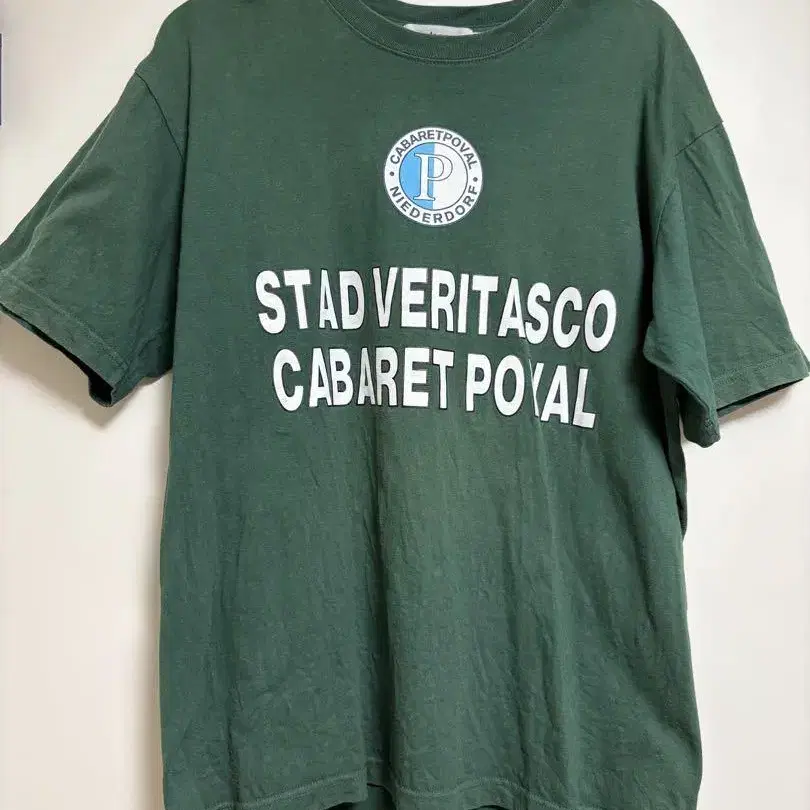 CABARETPOVAL
P
• NIEDERDORF •
STAD VERITASCO
CABARET POVAL